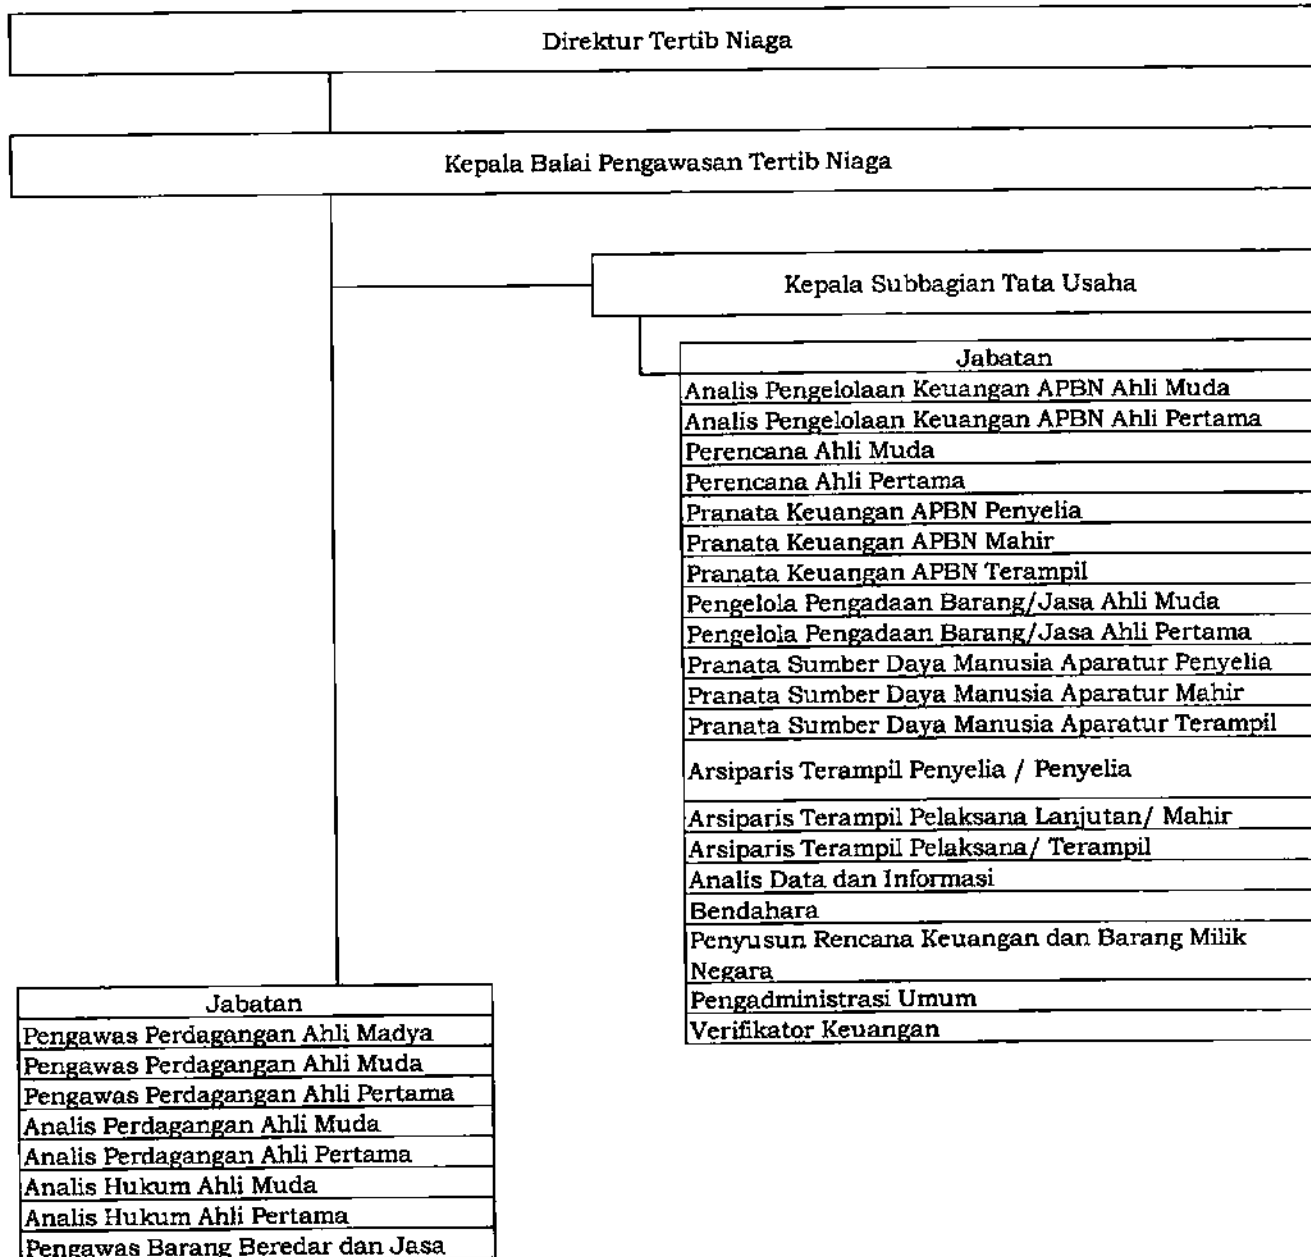 Direktur Tertib Niaga
Kepala Balai Pengawasan Tertib Niaga
Kepala Subbagian Tata Usaha
Jabatan
Analis Pengelolaan Keuangan APBN Ahli Muda
Analis Pengelolaan Keuangan APBN Ahli Pertama
Perencana Ahli Muda
Perencana Ahli Pertama
Pranata Keuangan APBN Penyelia
Pranata Keuangan APBN Mahir
Pranata Keuangan APBN Terampil
Pengelola Pengadaan Barang/Jasa Ahli Muda
Pengelola Pengadaan Barang/Jasa Ahli Pertama
Pranata Sumber Daya Manusia Aparatur Penyelia
Pranata Sumber Daya Manusia Aparatur Mahir
Pranata Sumber Daya Manusia Aparatur Terampil
Arsiparis Terampil Penyelia / Penyelia
Arsiparis Terampil Pelaksana Lanjutan/ Mahir
Arsiparis Terampil Pelaksana/ Terampil
Analis Data dan Informasi
Bendahara
Penyusun Rencana Keuangan dan Barang Milik
Negara
Pengadministrasi Umum
Verifikator Keuangan
Jabatan
Pengawas Perdagangan Ahli Madya
Pengawas Perdagangan Ahli Muda
Pengawas Perdagangan Ahli Pertama
Analis Perdagangan Ahli Muda
Analis Perdagangan Ahli Pertama
Analis Hukum Ahli Muda
Analis Hukum Ahli Pertama
Pengawas Barang Beredar dan Jasa